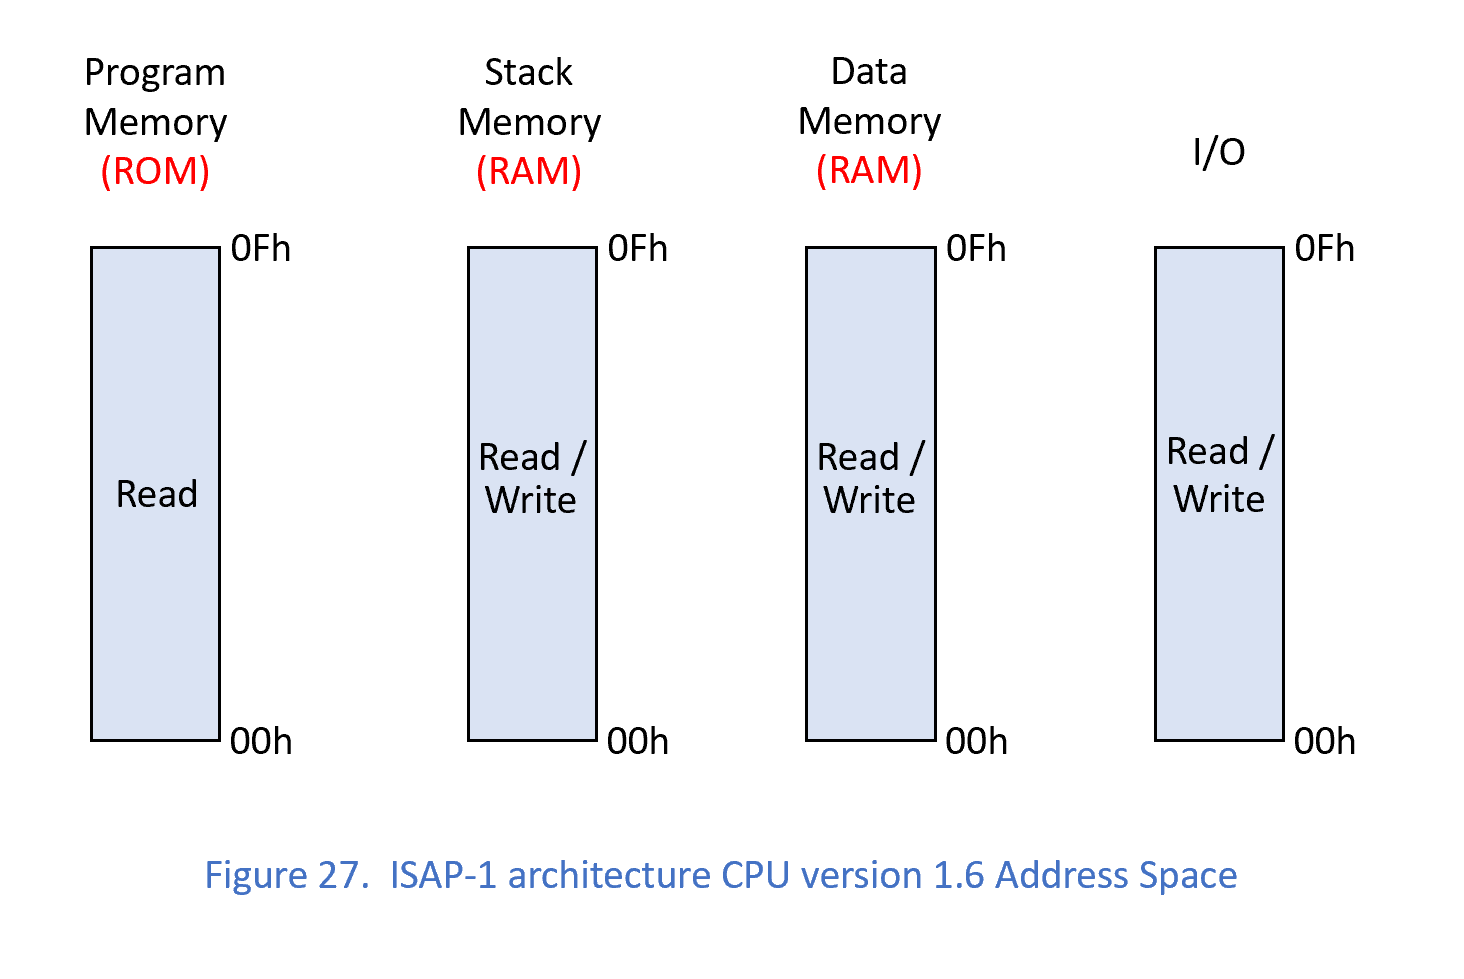 Program
Memory
(ROM)
0Fh
Read
00h
Stack
Memory
(RAM)
0Fh
Read /
Write
00h
Data
Memory
(RAM)
0Fh
Read /
Write
00h
I/O
0Fh
Read /
Write
00h
Figure 27.  ISAP-1 architecture CPU version 1.6 Address Space